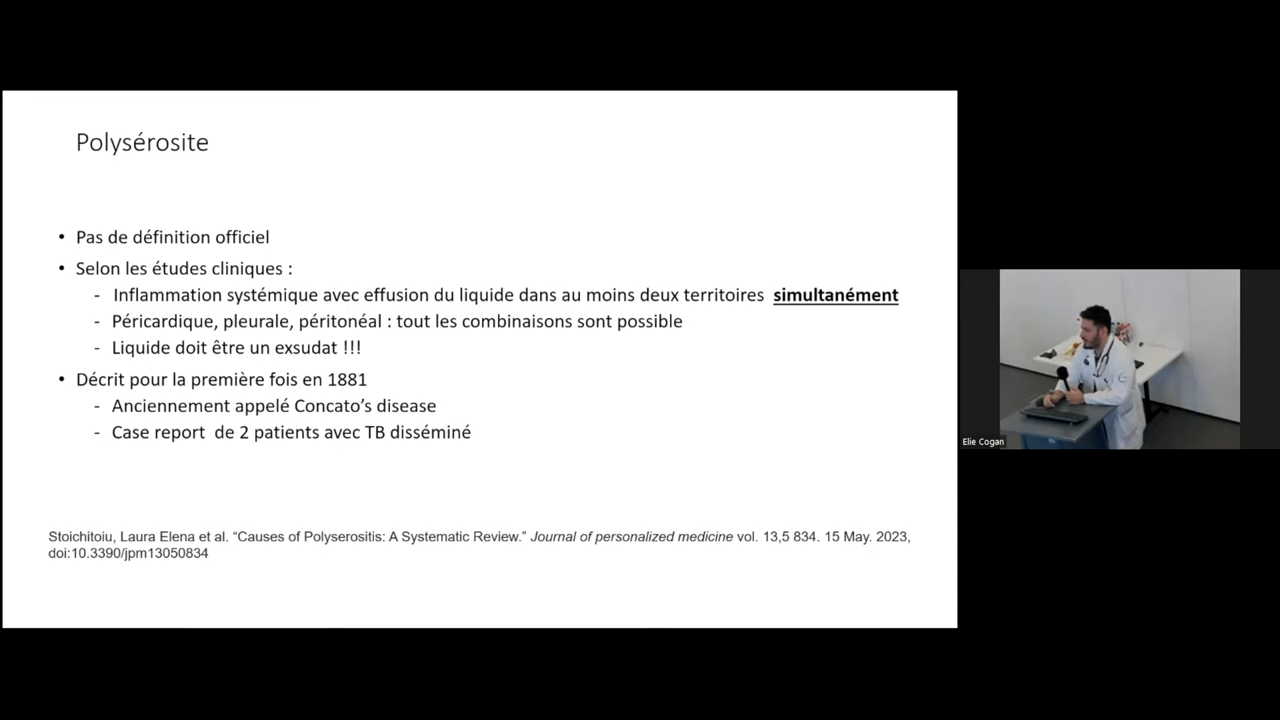 Polysérosite
• Pas de définition officiel
• Selon les études cliniques :
- Inflammation systémique avec effusion du liquide dans au moins deux territoires simultanément
- Péricardique, pleurale, péritonéal : tout les combinaisons sont possible
- Liquide doit être un exsudat !!!
• Décrit pour la première fois en 1881
- Anciennement appelé Concato’s disease
- Case report de 2 patients avec TB disséminé
Stoichitoiu, Laura Elena et al. “Causes of Polyserositis: A Systematic Review.” Journal of personalized medicine vol. 13,5 834. 15 May. 2023,
doi:10.3390/jpm13050834
Elie Cogan